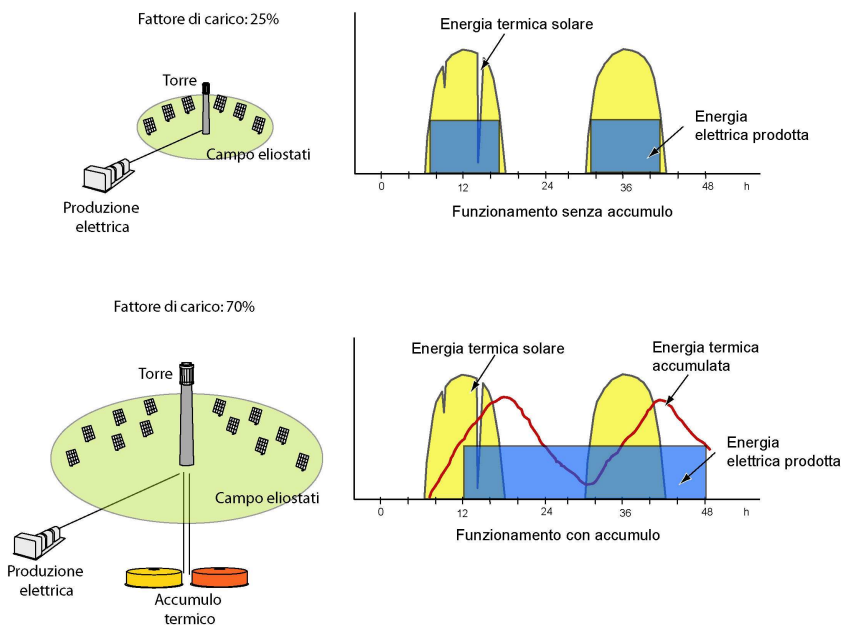 Fattore di carico: 25%
Torre
Campo eliostati
Produzione
elettrica
Energia termica solare
Energia
elettrica prodotta
0 12 24 36 48 h
Funzionamento senza accumulo
Fattore di carico: 70%
Torre
Campo eliostati
Produzione
elettrica
Accumulo
termico
Energia termica solare
Energia termica
accumulata
Energia
elettrica prodotta
0 12 24 36 48 h
Funzionamento con accumulo